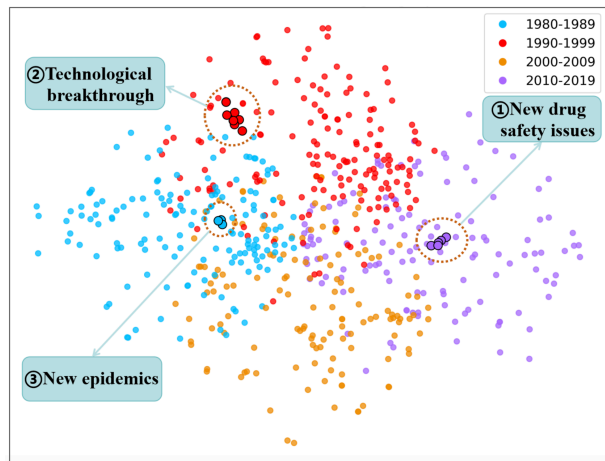 1980-1989
1990-1999
2000-2009
2010-2019
②Technological
breakthrough
①New drug
safety issues
③New epidemics